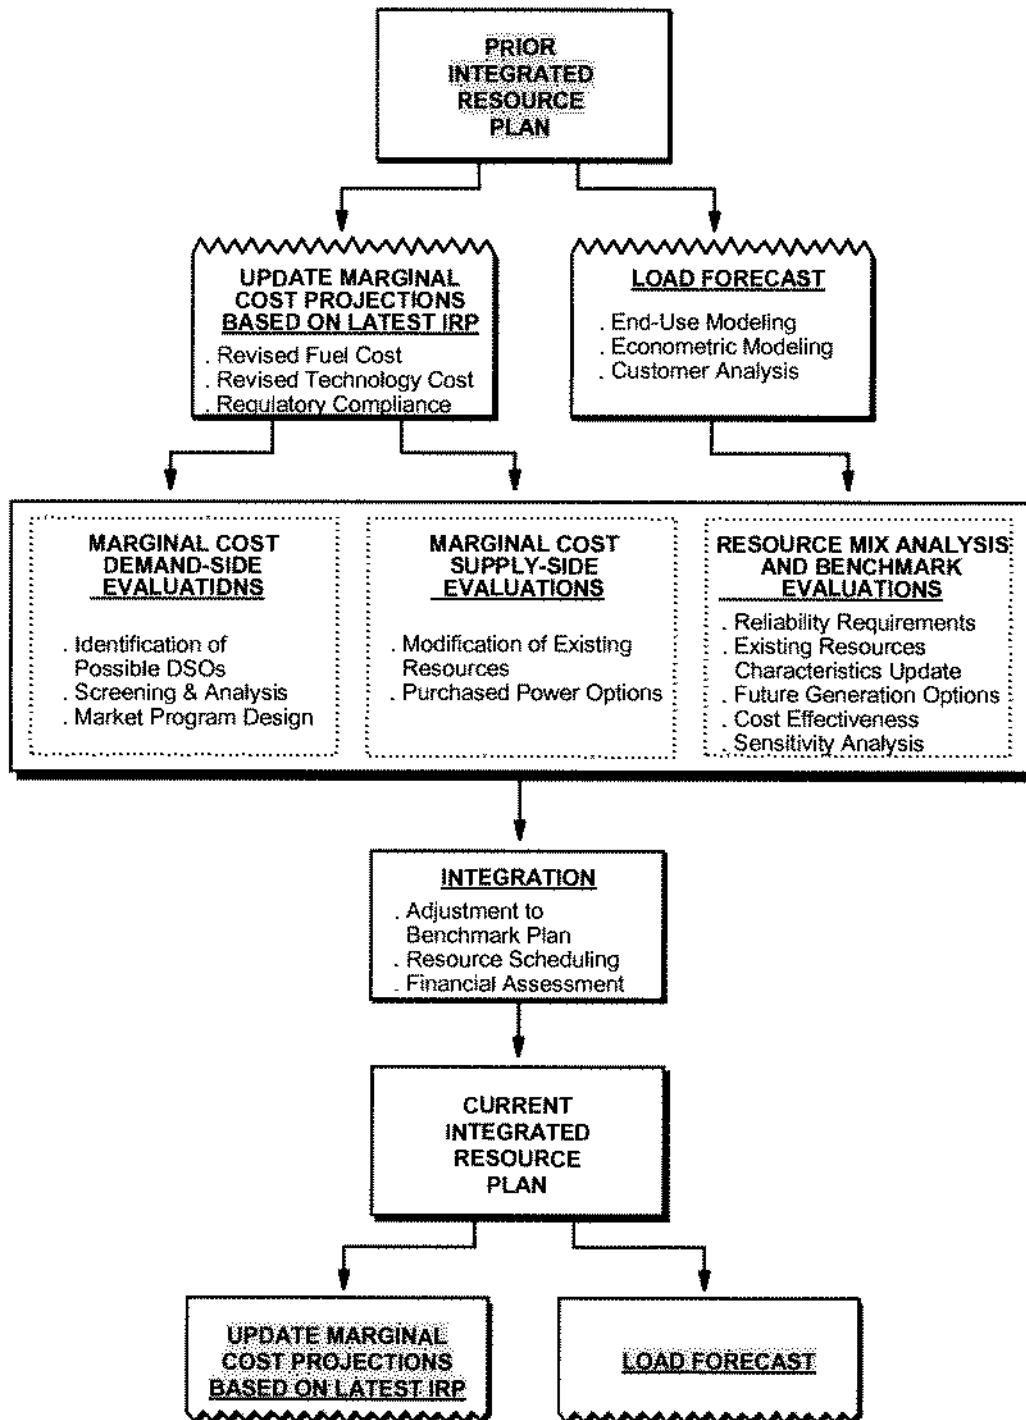 PRIOR
INTEGRATED
RESOURCE
PLAN
UPDATE MARGINAL
COST PROJECTIONS
BASED ON LATEST IRP
. Revised Fuel Cost
. Revised Technology Cost
. Regulatory Compliance
LOAD FORECAST
. End-Use Modeling
. Econometric Modeling
. Customer Analysis
MARGINAL COST
DEMAND-SIDE
EVALUATIDNS
. Identification of
Possible DSOs
. Screening & Analysis
. Market Program Design
MARGINAL COST
SUPPLY-SIDE
EVALUATIONS
. Modification of Existing
Resources
. Purchased Power Options
RESOURCE MIX ANALYSIS
AND BENCHMARK
EVALUATIONS
. Reliability Requirements
. Existing Resources
Characteristics Update
. Future Generation Options
. Cost Effectiveness
. Sensitivity Analysis
INTEGRATION
. Adjustment to
Benchmark Plan
. Resource Scheduling
. Financial Assessment
CURRENT
INTEGRATED
RESOURCE
PLAN
UPDATE MARGINAL
COST PROJECTIONS
BASED ON LATEST IRP
LOAD FORECAST